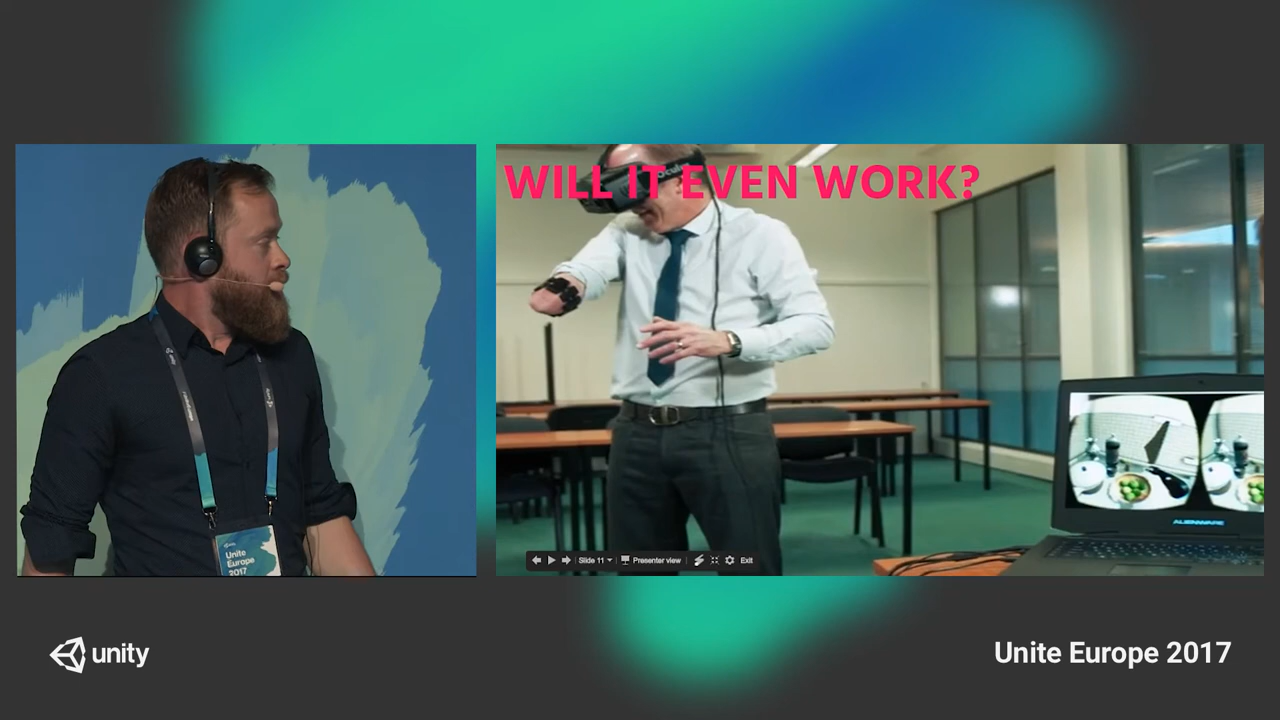 WILL IT EVEN WORK?
Unite
Europe
2017
Slide 11
Presenter view
Exit
ALIENWARE
unity
Unite Europe 2017